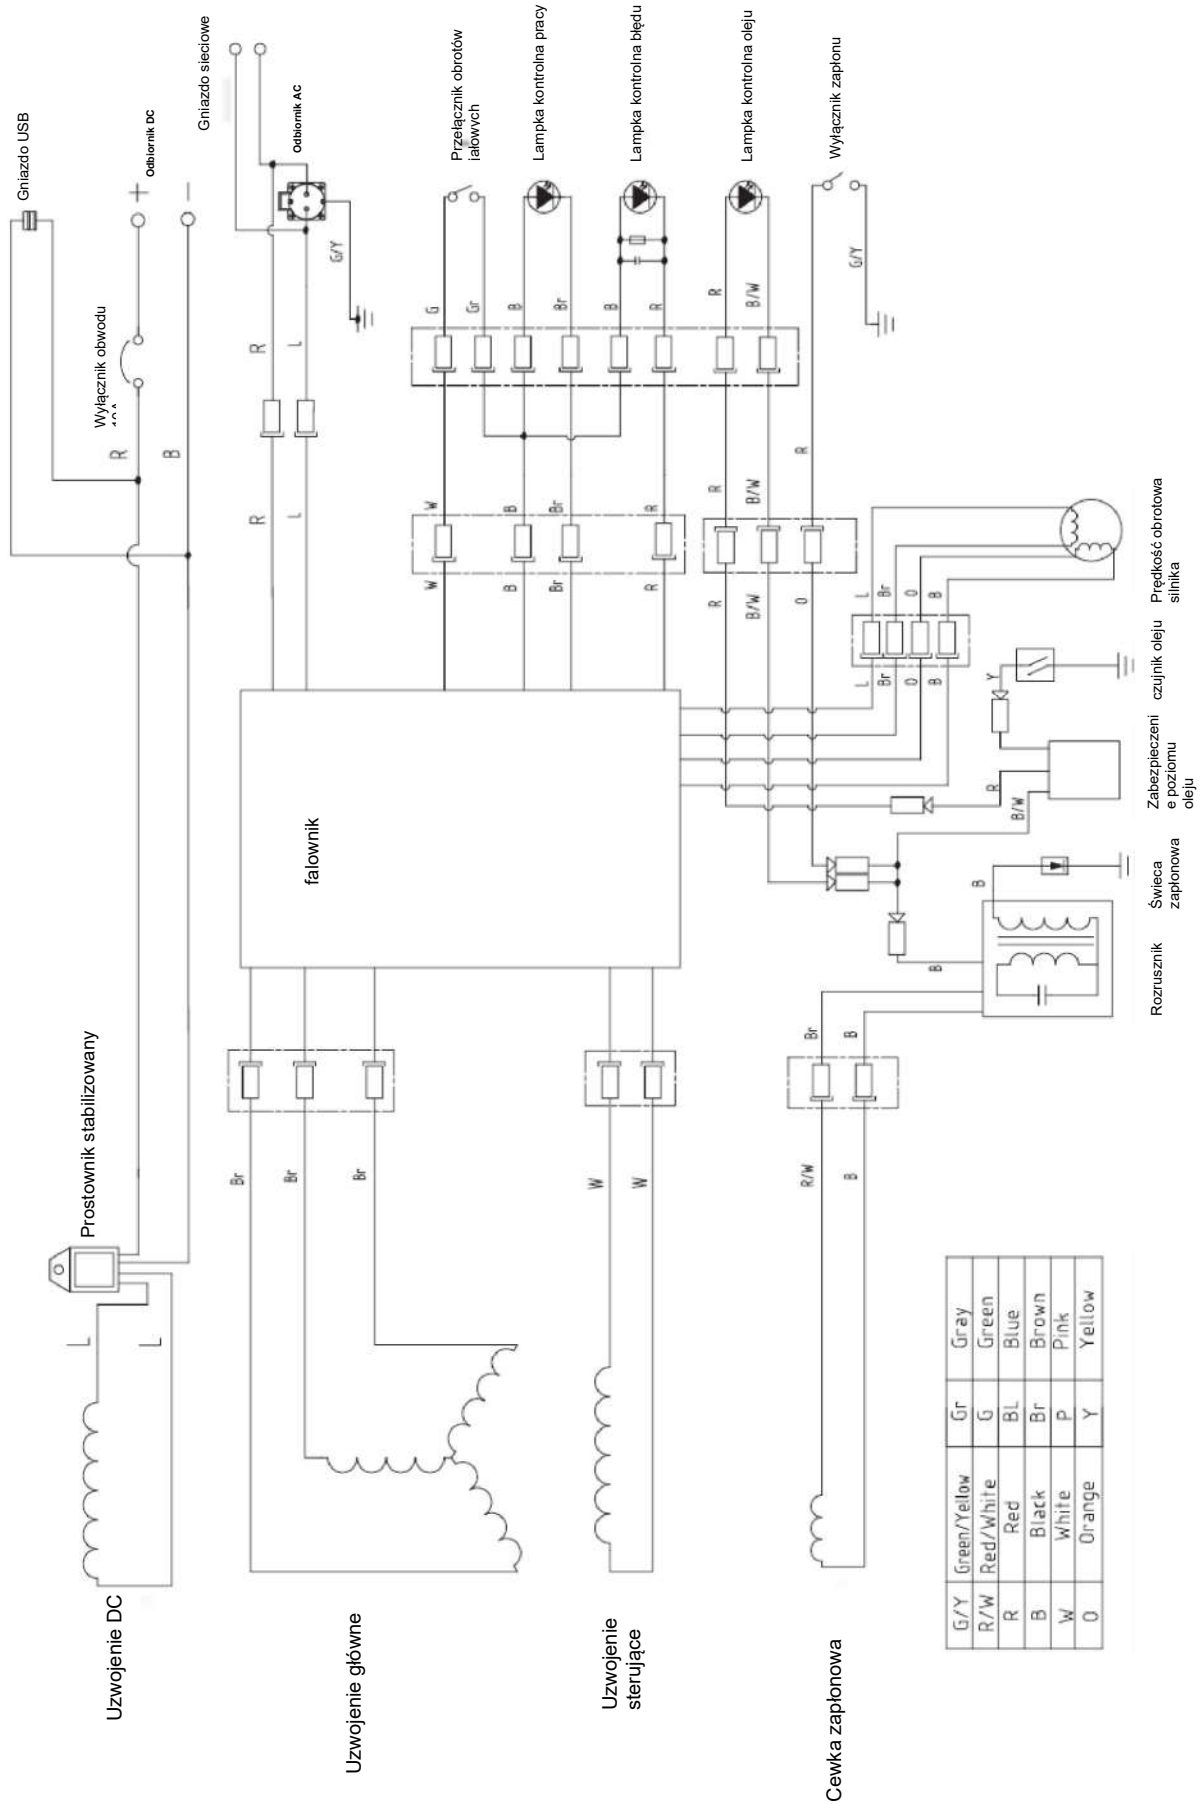 Gniazdo USB
Uzwojenie DC
L
L
Prostownik stabilizowany
Wyłącznik obwodu
R
B
+
Odbiornik DC
−
Gniazdo sieciowe
Odbiornik AC
R
L
R
L
G/Y
Uzwojenie główne
Br
Br
Br
falownik
Przełącznik obrotów
iałowych
Lampka kontrolna pracy
Lampka kontrolna błędu
Lampka kontrolna oleju
Wyłącznik zapłonu
W
W
G
Gr
B
B
B
Br
Br
Br
B
R
R
R
R
R
R
B/W
B/W
B/W
O
R
G/Y
Uzwojenie
sterujące
W
W
Cewka zapłonowa
R/W
B
Br
B
B
B
B/W
R
Y
L
Br
O
B
L
Br
O
B
Rozrusznik
Świeca
zapłonowa
Zabezpieczeni
e poziomu
oleju
czujnik oleju
Prędkość obrotowa
silnika
G/Y Green/Yellow Gr Gray
R/W Red/White G Green
R Red BL Blue
B Black Br Brown
W White P Pink
O Orange Y Yellow